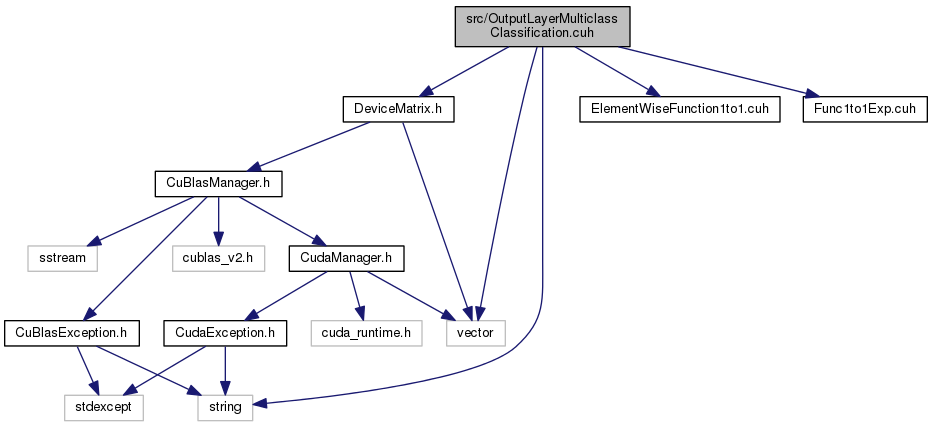 src/OutputLayerMulticlass
Classification.cuh
DeviceMatrix.h
ElementWiseFunction1to1.cuh
Func1to1Exp.cuh
CuBlasManager.h
sstream
cublas_v2.h
CudaManager.h
CuBlasException.h
CudaException.h
cuda_runtime.h
vector
stdexcept
string